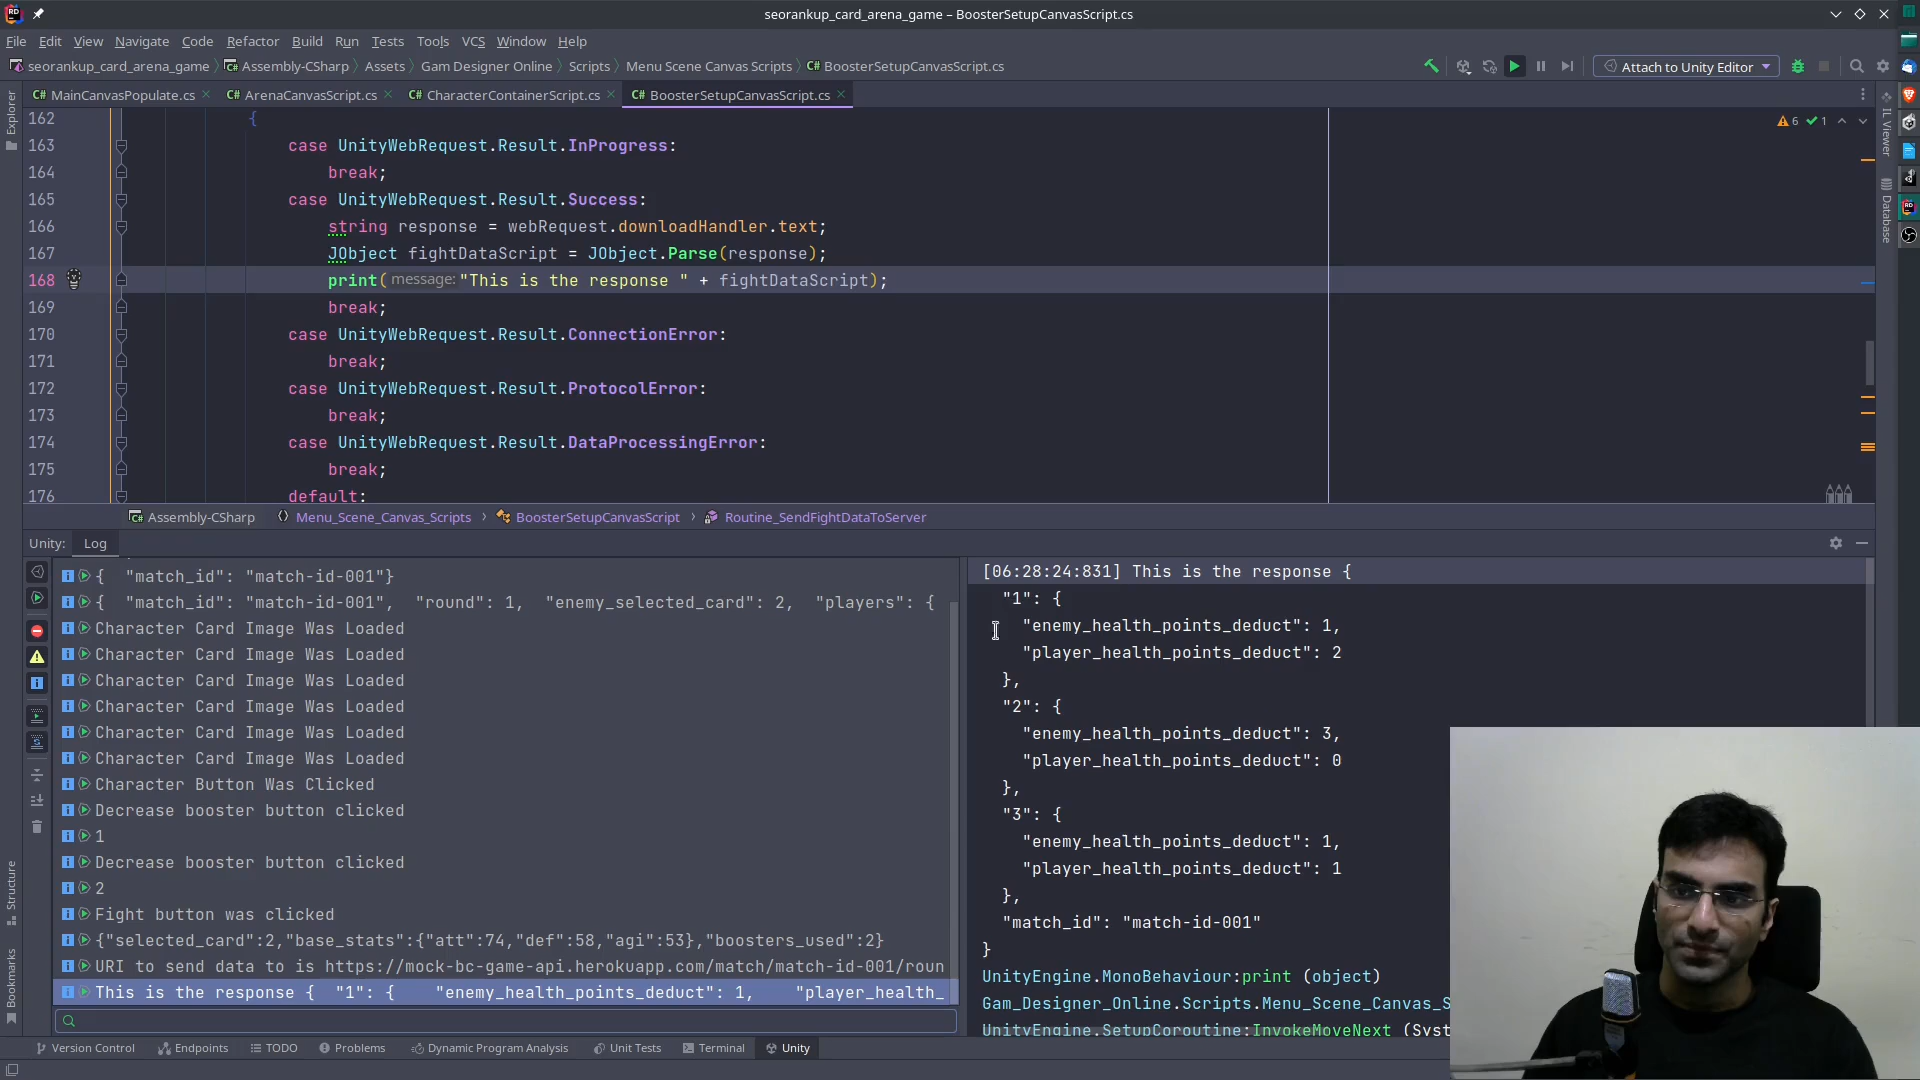 seorankup_card_arena_game – BoosterSetupCanvasScript.cs
File Edit View Navigate Code Refactor Build Run Tests Tools VCS Window Help
seorankup_card_arena_game Assembly-CSharp Assets Gam Designer Online Scripts Menu Scene Canvas Scripts BoosterSetupCanvasScript.cs
Attach to Unity Editor
MainCanvasPopulate.cs ArenaCanvasScript.cs CharacterContainerScript.cs BoosterSetupCanvasScript.cs
Explorer
IL Viewer
Database
6 1
162 {
163 case UnityWebRequest.Result.InProgress:
164 break;
165 case UnityWebRequest.Result.Success:
166 string response = webRequest.downloadHandler.text;
167 JObject fightDataScript = JObject.Parse(response);
168 print( message: "This is the response " + fightDataScript);
169 break;
170 case UnityWebRequest.Result.ConnectionError:
171 break;
172 case UnityWebRequest.Result.ProtocolError:
173 break;
174 case UnityWebRequest.Result.DataProcessingError:
175 break;
176 default:
Assembly-CSharp Menu_Scene_Canvas_Scripts BoosterSetupCanvasScript Routine_SendFightDataToServer
Unity: Log
{ "match_id": "match-id-001"}
{ "match_id": "match-id-001", "round": 1, "enemy_selected_card": 2, "players": {
Character Card Image Was Loaded
Character Card Image Was Loaded
Character Card Image Was Loaded
Character Card Image Was Loaded
Character Card Image Was Loaded
Character Card Image Was Loaded
Character Button Was Clicked
Decrease booster button clicked
1
Decrease booster button clicked
2
Fight button was clicked
{"selected_card":2,"base_stats":{"att":74,"def":58,"agi":53},"boosters_used":2}
URI to send data to is https://mock-bc-game-api.herokuapp.com/match/match-id-001/roun
This is the response { "1": { "enemy_health_points_deduct": 1, "player_health_
[06:28:24:831] This is the response {
"1": {
"enemy_health_points_deduct": 1,
"player_health_points_deduct": 2
},
"2": {
"enemy_health_points_deduct": 3,
"player_health_points_deduct": 0
},
"3": {
"enemy_health_points_deduct": 1,
"player_health_points_deduct": 1
},
"match_id": "match-id-001"
}
UnityEngine.MonoBehaviour:print (object)
Gam_Designer_Online.Scripts.Menu_Scene_Canvas_S
UnityEngine.SetupCoroutine:InvokeMoveNext (Syst
Structure
Bookmarks
Version Control Endpoints TODO Problems Dynamic Program Analysis Unit Tests Terminal Unity